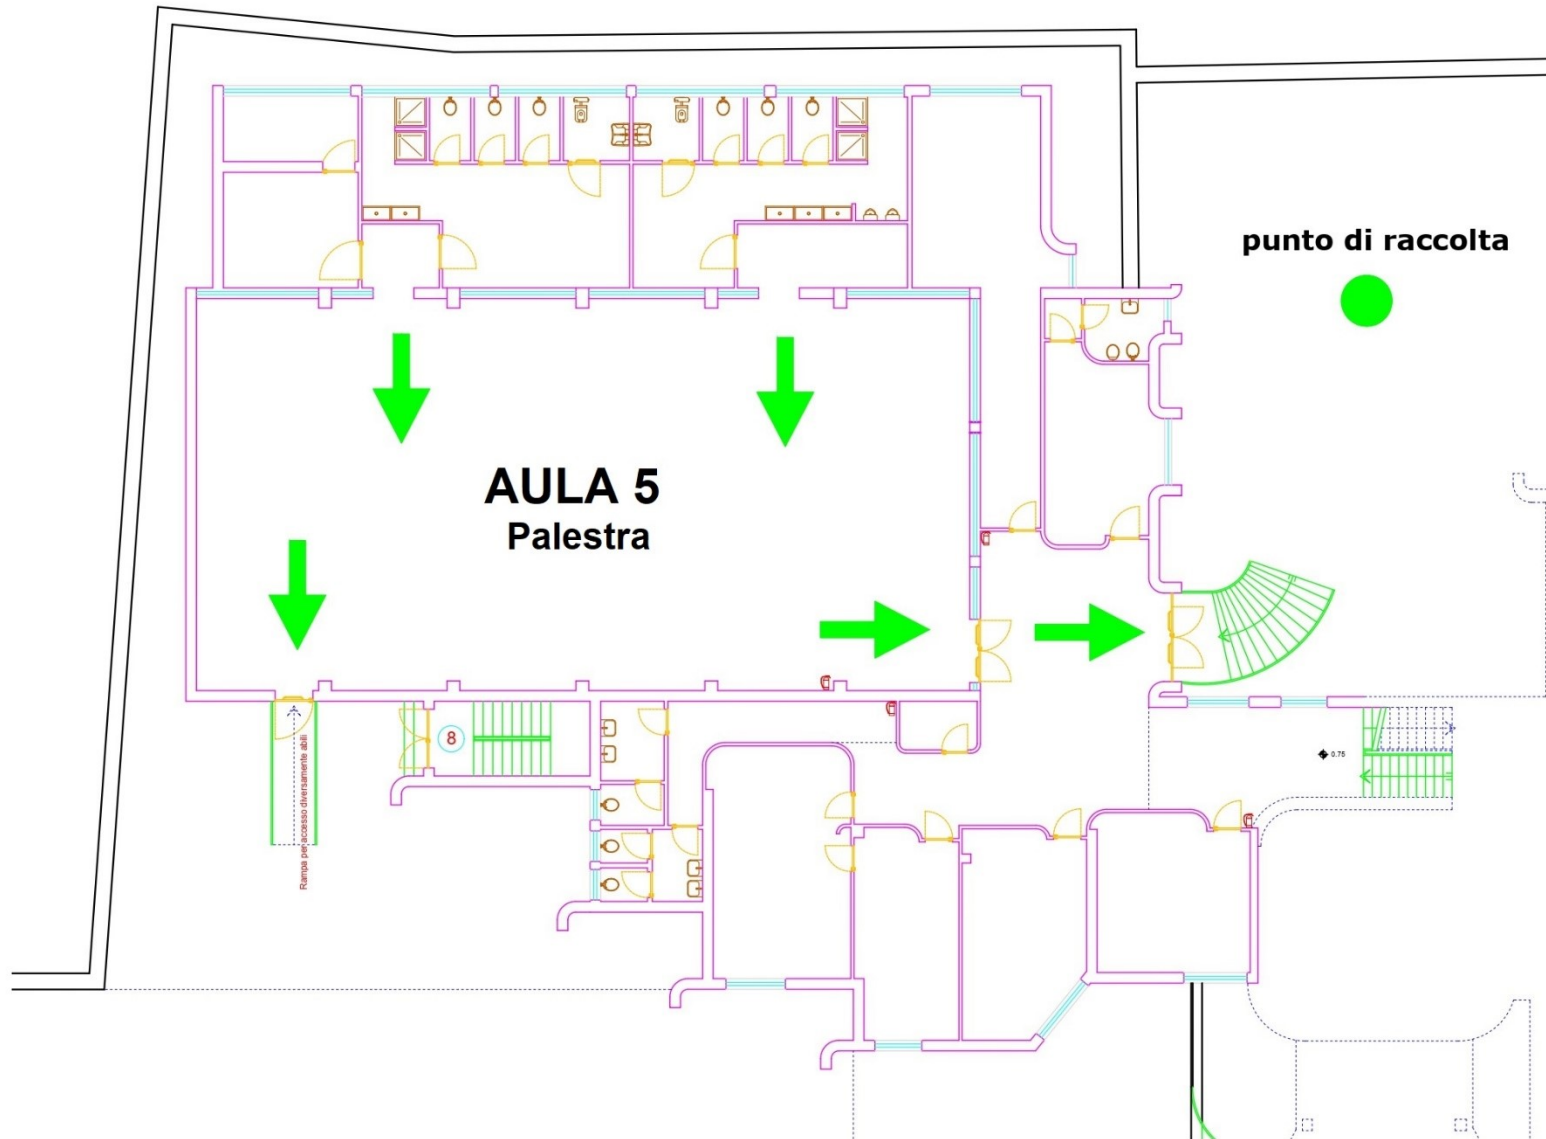 punto di raccolta
AULA 5
Palestra
8
Rampa per accesso diversamente abili
0.75